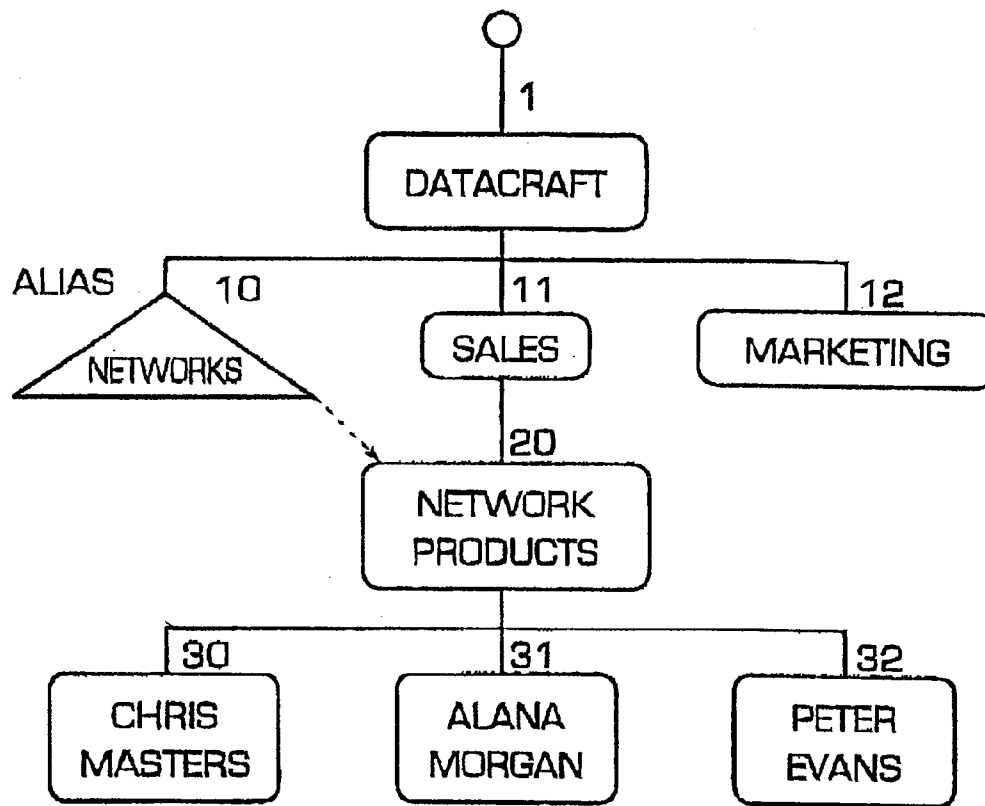 1
DATACRAFT
ALIAS
10
11
12
NETWORKS
SALES
MARKETING
20
NETWORK
PRODUCTS
30
31
32
CHRIS
MASTERS
ALANA
MORGAN
PETER
EVANS